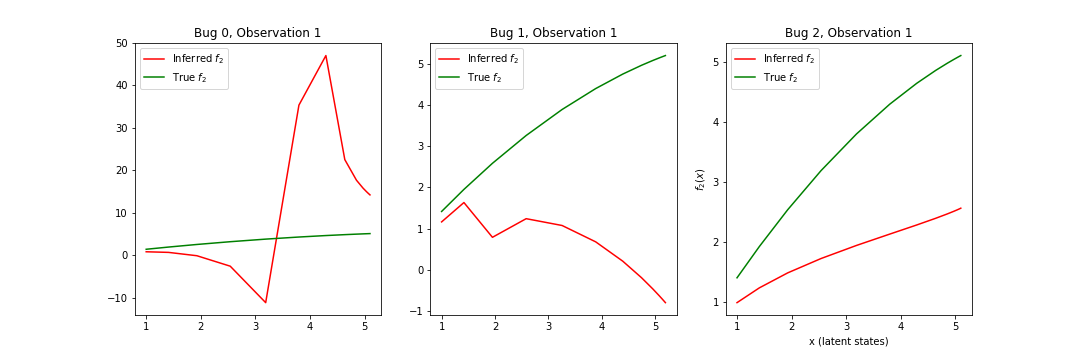 Bug 0, Observation 1
Inferred f₂
True f₂
50
40
30
20
10
0
−10
1 2 3 4 5
Bug 1, Observation 1
Inferred f₂
True f₂
5
4
3
2
1
0
−1
1 2 3 4 5
Bug 2, Observation 1
Inferred f₂
True f₂
f₂(x)
5
4
3
2
1
1 2 3 4 5
x (latent states)